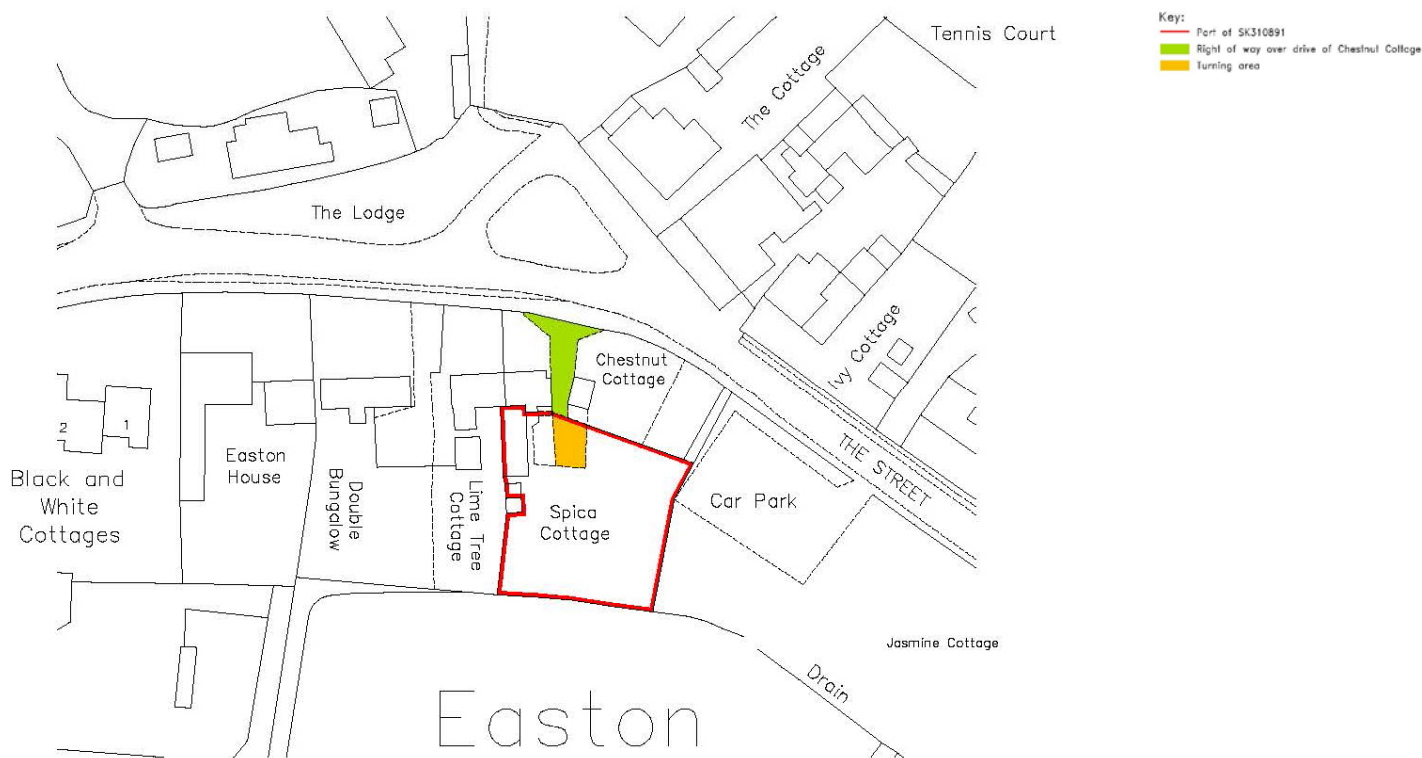 Key:
Part of SK310891
Right of way over drive of Chestnut Cottage
Turning area
Tennis Court
The Cottage
The Lodge
Ivy Cottage
Chestnut
Cottage
THE STREET
2
1
Easton
House
Black and
White
Cottages
Double
Bungalow
Lime Tree
Cottage
Spica
Cottage
Car Park
Jasmine Cottage
Drain
Easton